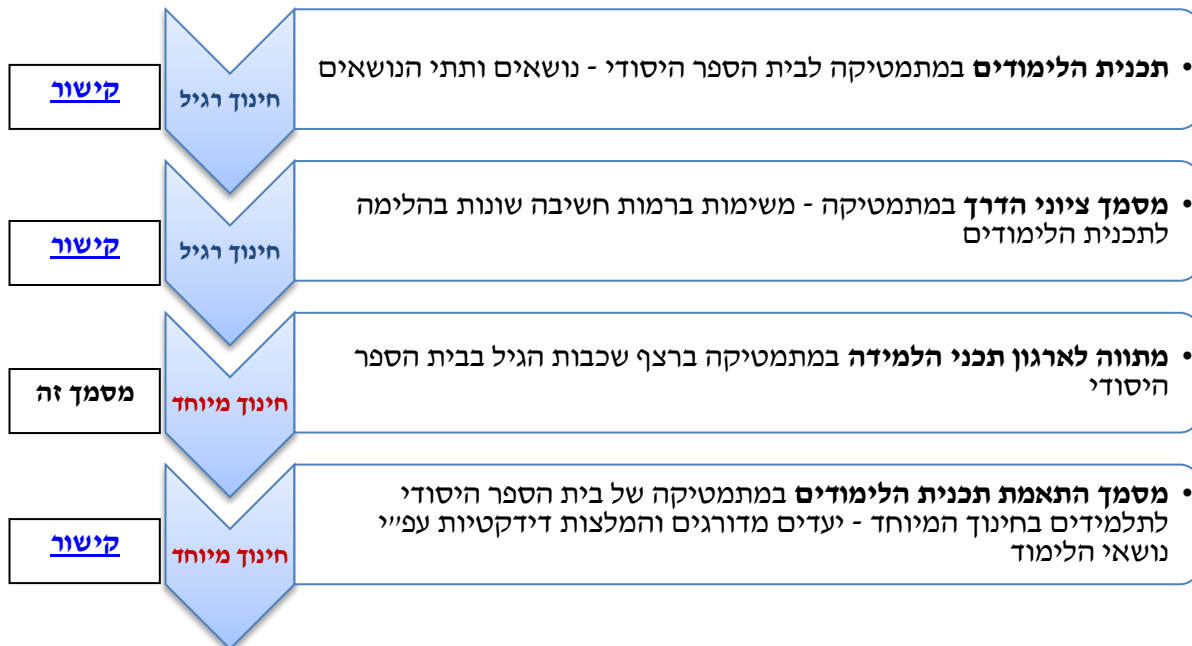 • תכנית הלימודים במתמטיקה לבית הספר היסודי - נושאים ותתי הנושאים
חינוך רגיל
קישור
• מסמך ציוני הדרך במתמטיקה - משימות ברמות חשיבה שונות בהלימה
לתכנית הלימודים
חינוך רגיל
קישור
• מתווה לארגון תכני הלמידה במתמטיקה ברצף שכבות הגיל בבית הספר
היסודי
חינוך מיוחד
מסמך זה
• מסמך התאמת תכנית הלימודים במתמטיקה של בית הספר היסודי
לתלמידים בחינוך המיוחד - יעדים מדורגים והמלצות דידקטיות עפ״י
נושאי הלימוד
חינוך מיוחד
קישור